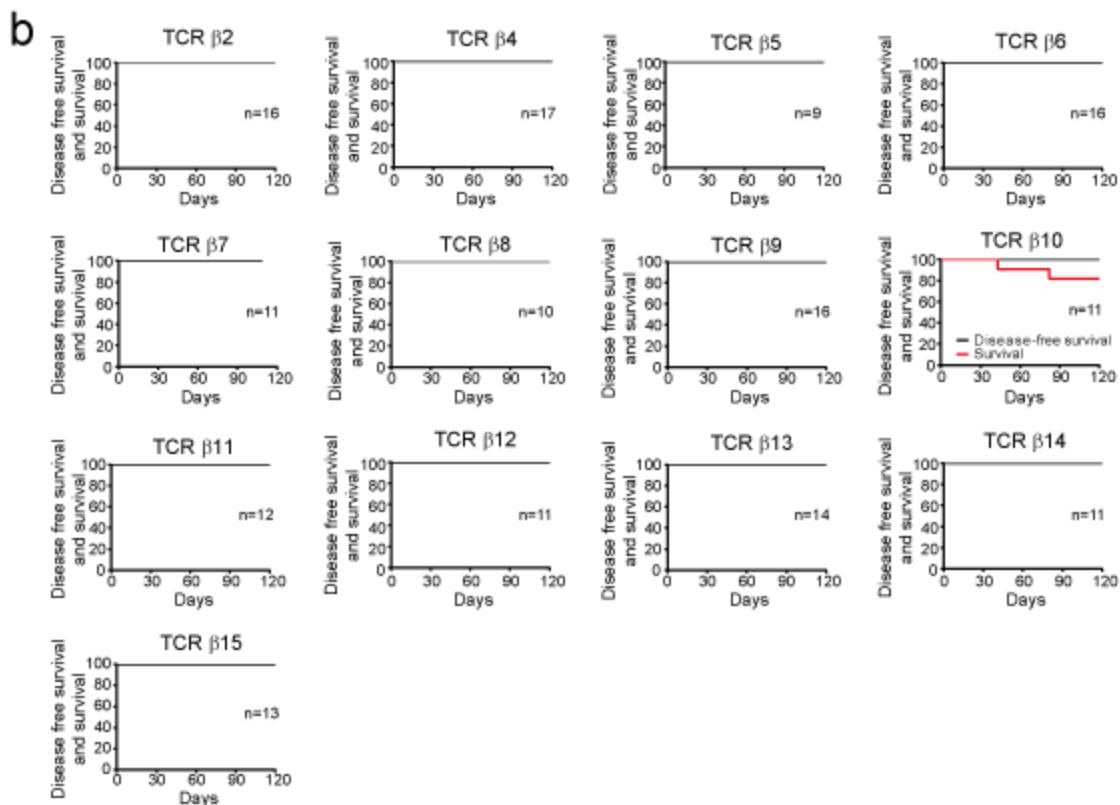 b
TCR β2
Disease free survival
and survival
100
80
60
40
20
0
n=16
0 30 60 90 120
Days
TCR β4
Disease free survival
and survival
100
80
60
40
20
0
n=17
0 30 60 90 120
Days
TCR β5
Disease free survival
and survival
100
80
60
40
20
0
n=9
0 30 60 90 120
Days
TCR β6
Disease free survival
and survival
100
80
60
40
20
0
n=16
0 30 60 90 120
Days
TCR β7
Disease free survival
and survival
100
80
60
40
20
0
n=11
0 30 60 90 120
Days
TCR β8
Disease free survival
and survival
100
80
60
40
20
0
n=10
0 30 60 90 120
Days
TCR β9
Disease free survival
and survival
100
80
60
40
20
0
n=16
0 30 60 90 120
Days
TCR β10
Disease free survival
and survival
100
80
60
40
20
0
n=11
Disease-free survival
Survival
0 30 60 90 120
Days
TCR β11
Disease free survival
and survival
100
80
60
40
20
0
n=12
0 30 60 90 120
Days
TCR β12
Disease free survival
and survival
100
80
60
40
20
0
n=11
0 30 60 90 120
Days
TCR β13
Disease free survival
and survival
100
80
60
40
20
0
n=14
0 30 60 90 120
Days
TCR β14
Disease free survival
and survival
100
80
60
40
20
0
n=11
0 30 60 90 120
Days
TCR β15
Disease free survival
and survival
100
80
60
40
20
0
n=13
0 30 60 90 120
Days